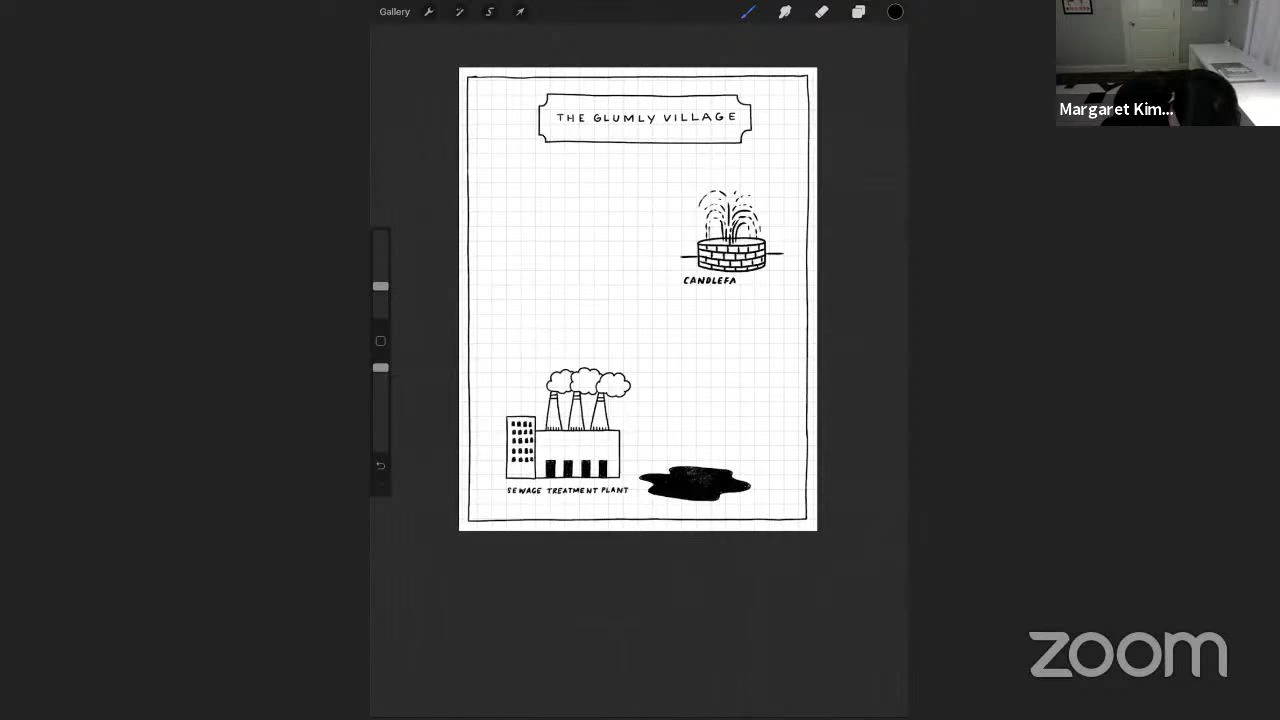 Gallery
Margaret Kim...
THE GLUMLY VILLAGE
CANDLEFA
SEWAGE TREATMENT PLANT
zoom